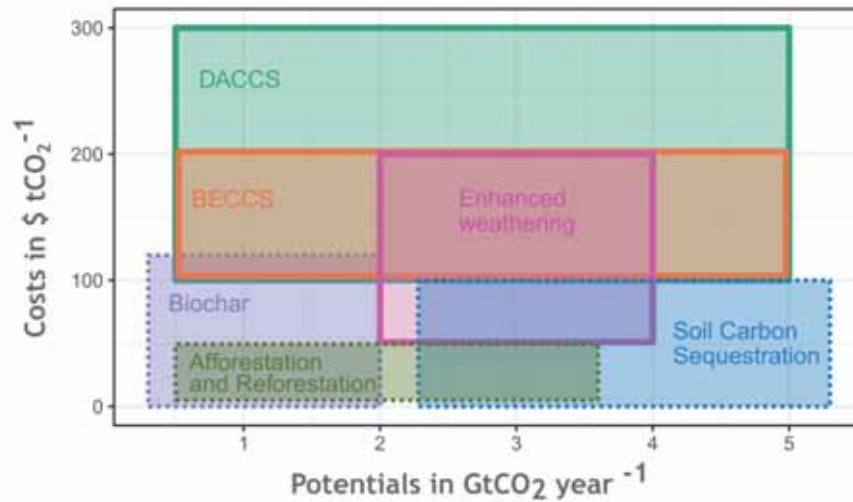 300
200
100
0
Costs in $ tCO₂⁻¹
DACCS
BECCS
Enhanced
weathering
Biochar
Soil Carbon
Sequestration
Afforestation
and Reforestation
1 2 3 4 5
Potentials in GtCO₂ year ⁻¹